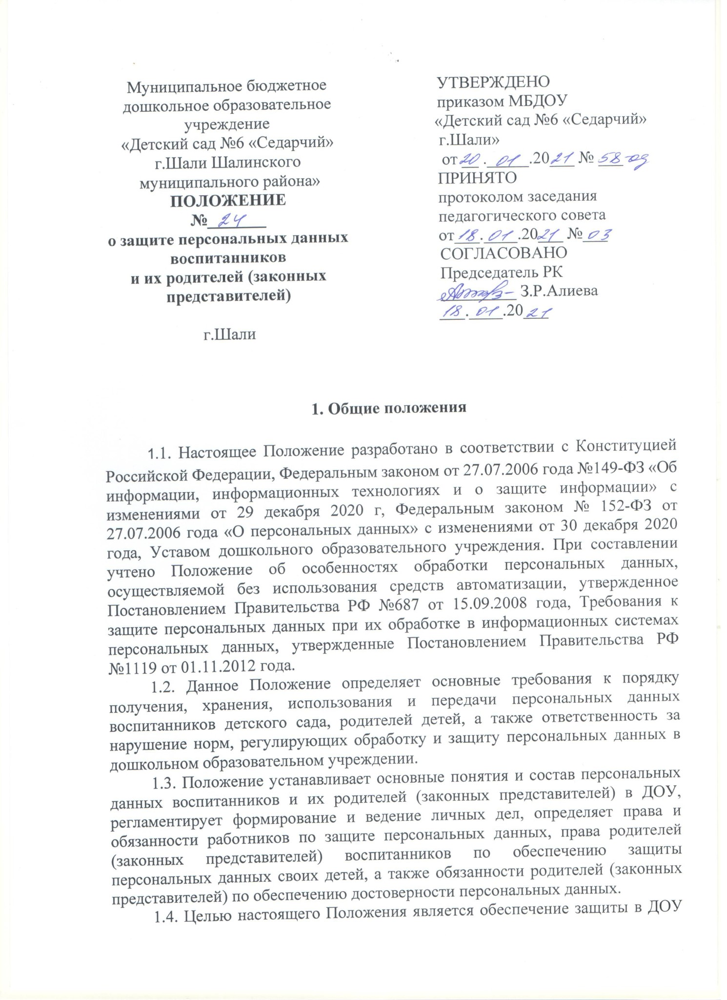 Муниципальное бюджетное
дошкольное образовательное
учреждение
«Детский сад №6 «Седарчий»
г.Шали Шалинского
муниципального района»
ПОЛОЖЕНИЕ
№ 24
о защите персональных данных
воспитанников
и их родителей (законных
представителей)
г.Шали
УТВЕРЖДЕНО
приказом МБДОУ
«Детский сад №6 «Седарчий»
г.Шали»
от 20 . 01 .20 21 № 58-од
ПРИНЯТО
протоколом заседания
педагогического совета
от 18 . 01 .20 21 № 03
СОГЛАСОВАНО
Председатель РК
З.Р.Алиева
18 . 01 .20 21
1. Общие положения
1.1. Настоящее Положение разработано в соответствии с Конституцией
Российской Федерации, Федеральным законом от 27.07.2006 года №149-ФЗ «Об
информации, информационных технологиях и о защите информации» с
изменениями от 29 декабря 2020 г, Федеральным законом № 152-ФЗ от
27.07.2006 года «О персональных данных» с изменениями от 30 декабря 2020
года, Уставом дошкольного образовательного учреждения. При составлении
учтено Положение об особенностях обработки персональных данных,
осуществляемой без использования средств автоматизации, утвержденное
Постановлением Правительства РФ №687 от 15.09.2008 года, Требования к
защите персональных данных при их обработке в информационных системах
персональных данных, утвержденные Постановлением Правительства РФ
№1119 от 01.11.2012 года.
1.2. Данное Положение определяет основные требования к порядку
получения, хранения, использования и передачи персональных данных
воспитанников детского сада, родителей детей, а также ответственность за
нарушение норм, регулирующих обработку и защиту персональных данных в
дошкольном образовательном учреждении.
1.3. Положение устанавливает основные понятия и состав персональных
данных воспитанников и их родителей (законных представителей) в ДОУ,
регламентирует формирование и ведение личных дел, определяет права и
обязанности работников по защите персональных данных, права родителей
(законных представителей) воспитанников по обеспечению защиты
персональных данных своих детей, а также обязанности родителей (законных
представителей) по обеспечению достоверности персональных данных.
1.4. Целью настоящего Положения является обеспечение защиты в ДОУ